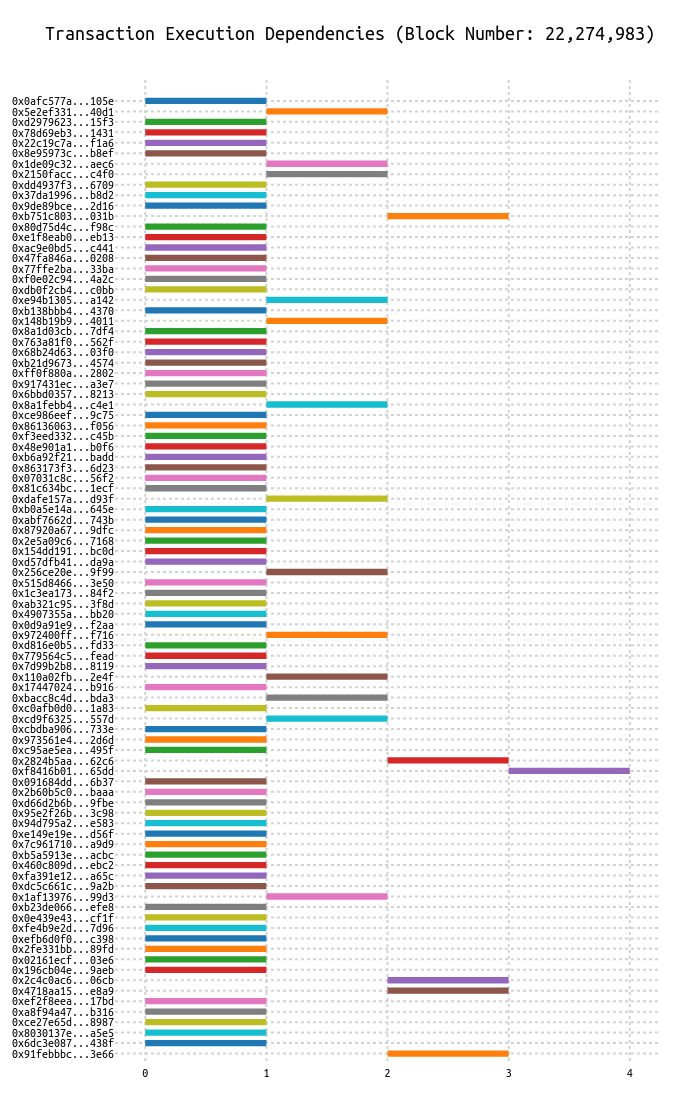 Transaction Execution Dependencies (Block Number: 22,274,983)
0x0afc577a...105e
0x5e2ef331...40d1
0xd2979623...15f3
0x78d69eb3...1431
0x22c19c7a...f1a6
0x8e95973c...b8ef
0x1de09c32...aec6
0x2150facc...c4f0
0xdd4937f3...6709
0x37da1996...b8d2
0x9de89bce...2d16
0xb751c803...031b
0x80d75d4c...f98c
0xe1f8eab0...eb13
0xac9e0bd5...c441
0x47fa846a...0208
0x77ffe2ba...33ba
0xf0e02c94...4a2c
0xdb0f2cb4...c0bb
0xe94b1305...a142
0xb138bbb4...4370
0x148b19b9...4011
0x8a1d03cb...7df4
0x763a81f0...562f
0x68b24d63...03f0
0xb21d9673...4574
0xff0f880a...2802
0x917431ec...a3e7
0x6bbd0357...8213
0x8a1febb4...c4e1
0xce986eef...9c75
0x86136063...f056
0xf3eed332...c45b
0x48e901a1...b0f6
0xb6a92f21...badd
0x863173f3...6d23
0x07031c8c...56f2
0x81c634bc...1ecf
0xdafe157a...d93f
0xb0a5e14a...645e
0xabf7662d...743b
0x87920a67...9dfc
0x2e5a09c6...7168
0x154dd191...bc0d
0xd57dfb41...da9a
0x256ce20e...9f99
0x515d8466...3e50
0x1c3ea173...84f2
0xab321c95...3f8d
0x4907355a...bb20
0x0d9a91e9...f2aa
0x972400ff...f716
0xd816e0b5...fd33
0x779564c5...fead
0x7d99b2b8...8119
0x110a02fb...2e4f
0x17447024...b916
0xbacc8c4d...bda3
0xc0afb0d0...1a83
0xcd9f6325...557d
0xcbdba906...733e
0x973561e4...2d6d
0xc95ae5ea...495f
0x2824b5aa...62c6
0xf8416b01...65dd
0x091684dd...6b37
0x2b60b5c0...baaa
0xd66d2b6b...9fbe
0x95e2f26b...3c98
0x94d795a2...e583
0xe149e19e...d56f
0x7c961710...a9d9
0xb5a5913e...acbc
0x460c809d...ebc2
0xfa391e12...a65c
0xdc5c661c...9a2b
0x1af13976...99d3
0xb23de066...efe8
0x0e439e43...cf1f
0xfe4b9e2d...7d96
0xefb6d0f0...c398
0x2fe331bb...89fd
0x02161ecf...03e6
0x196cb04e...9aeb
0x2c4c0ac6...06cb
0x4718aa15...e8a9
0xef2f8eea...17bd
0xa8f94a47...b316
0xce27e65d...8987
0x8030137e...a5e5
0x6dc3e087...438f
0x91febbbc...3e66
0 1 2 3 4